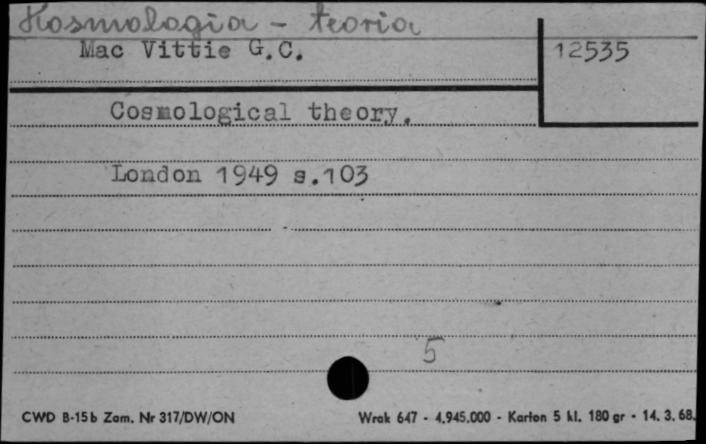 Kosmologia - teoria
Mac Vittie G.C.
12535
Cosmological theory.
London 1949 s.103
5
CWD B-15b Zam. Nr 317/DW/ON
Wrak 647 - 4.945.000 - Karton 5 kl. 180 gr - 14. 3. 68.